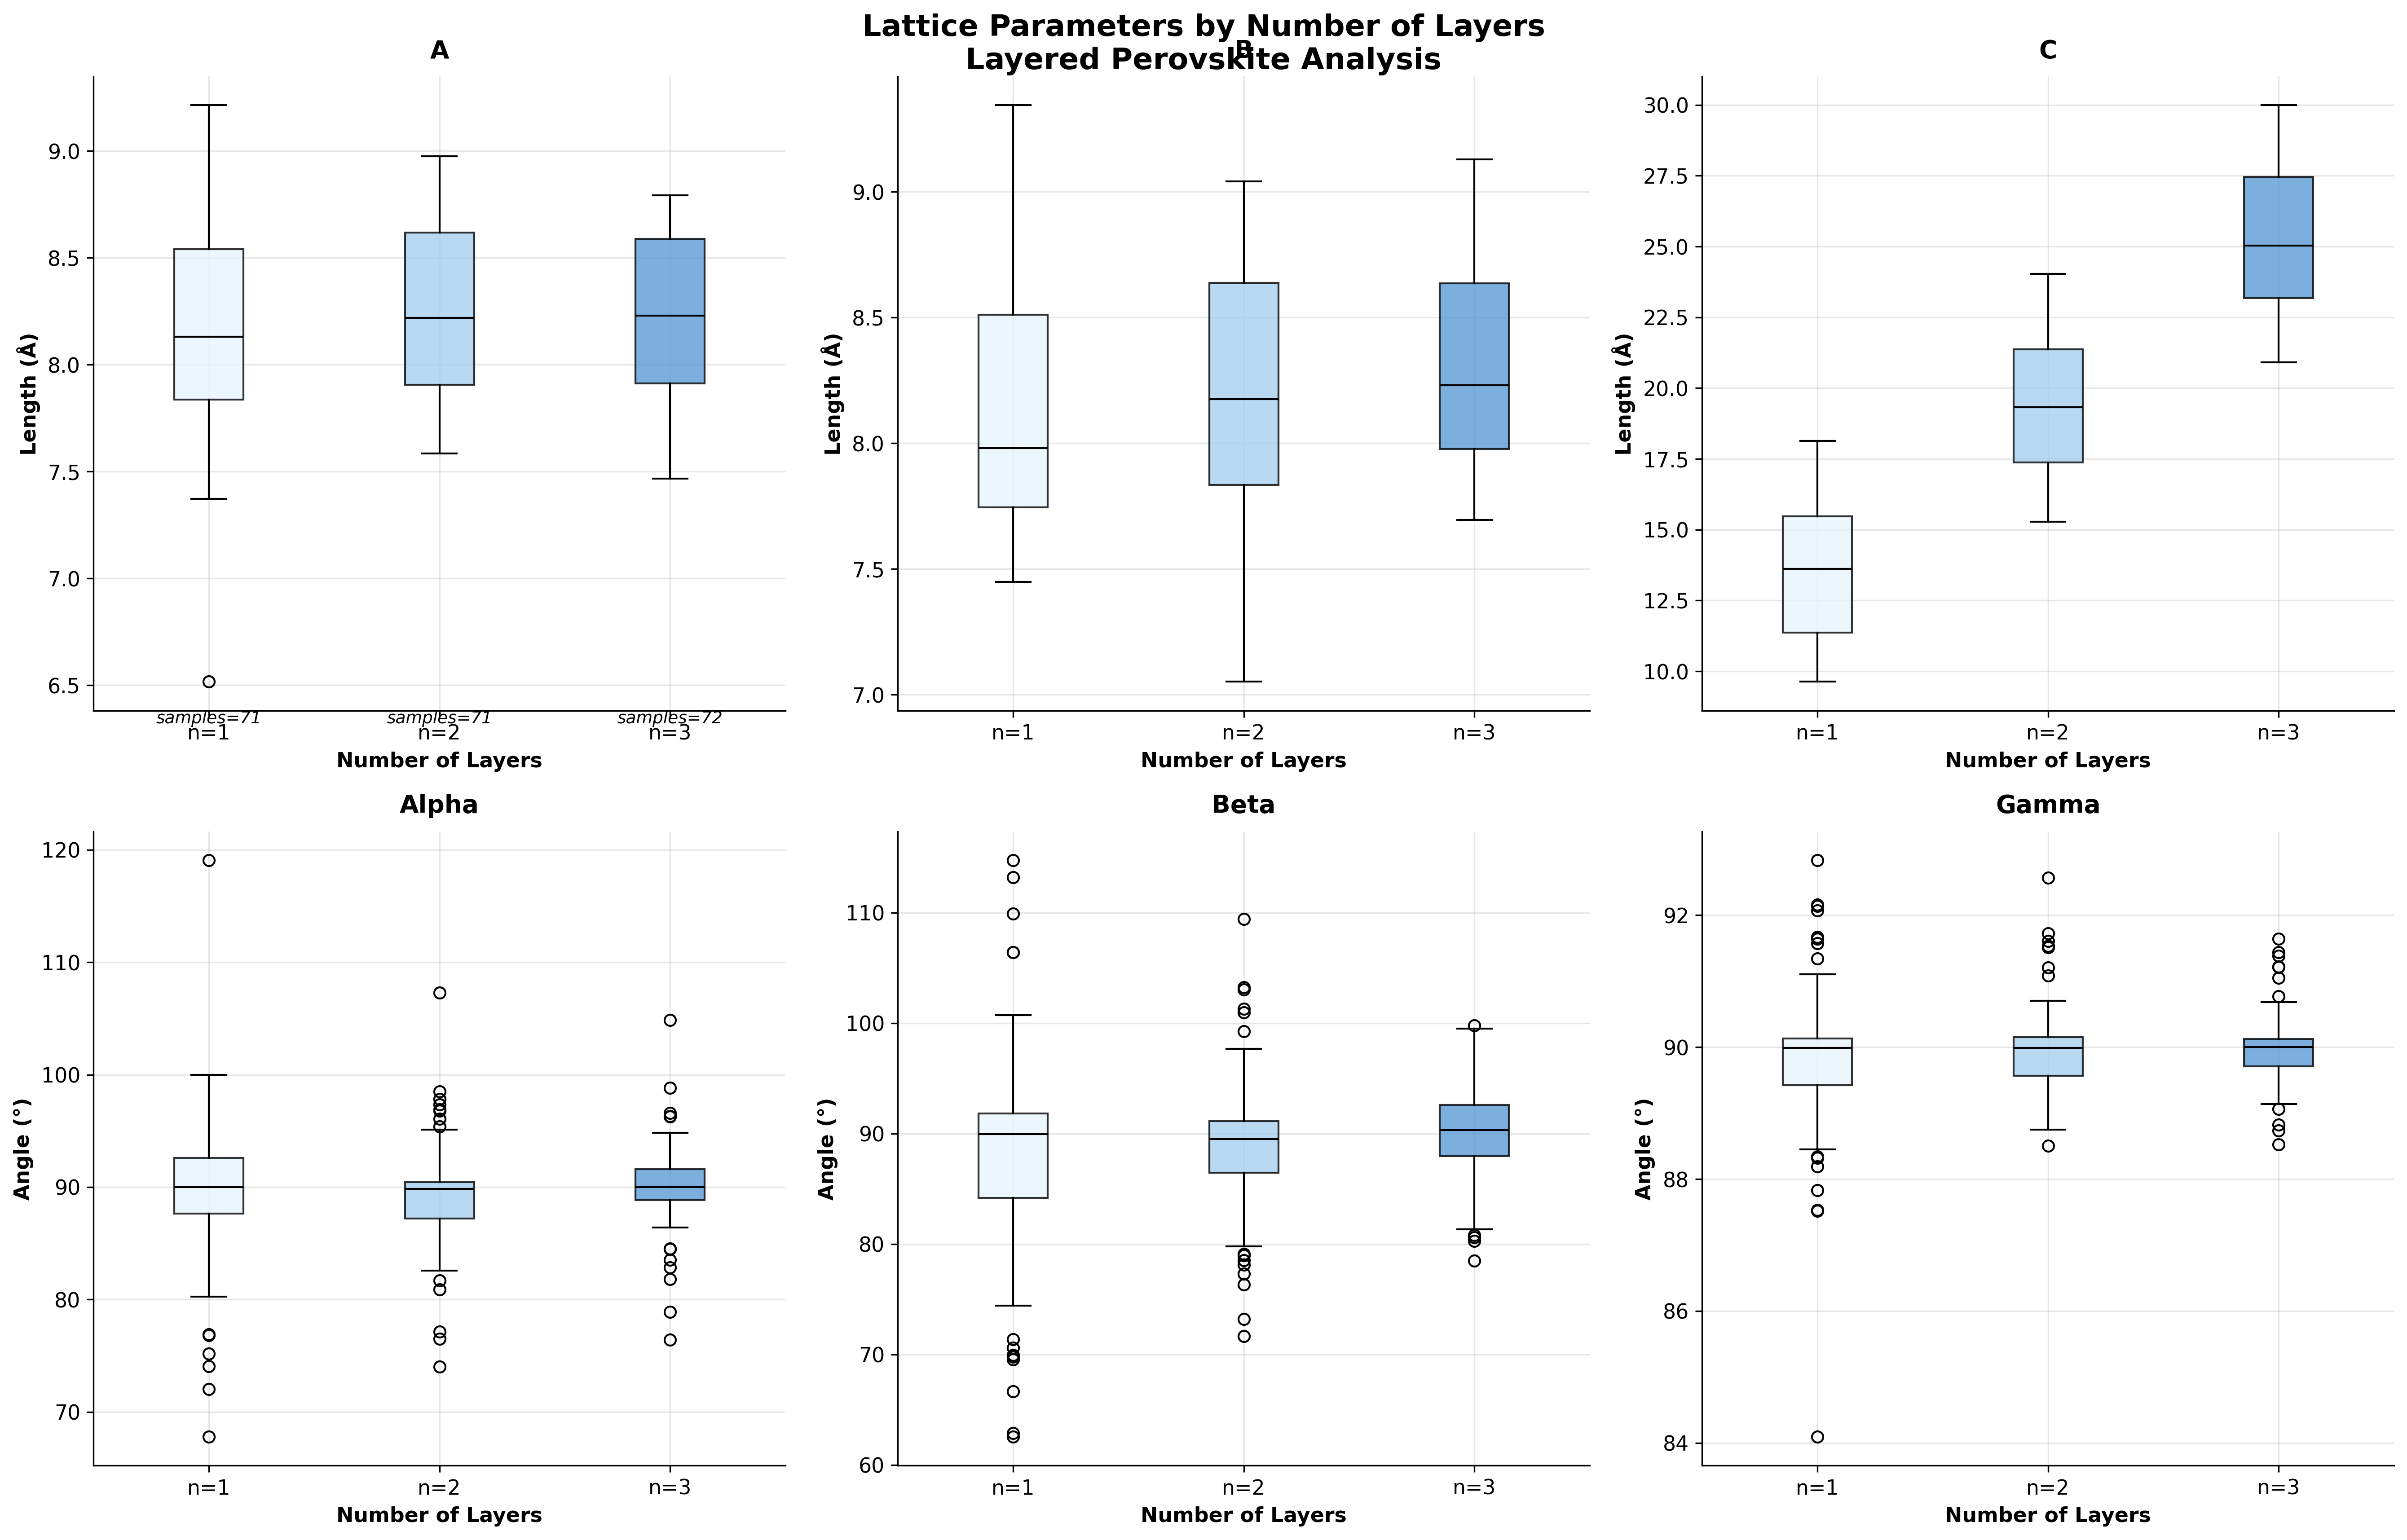 Lattice Parameters by Number of Layers
Layered Perovskite Analysis
A
Length (Å)
9.0
8.5
8.0
7.5
7.0
6.5
samples=71 samples=71 samples=72
n=1 n=2 n=3
Number of Layers
B
Length (Å)
9.0
8.5
8.0
7.5
7.0
n=1 n=2 n=3
Number of Layers
C
Length (Å)
30.0
27.5
25.0
22.5
20.0
17.5
15.0
12.5
10.0
n=1 n=2 n=3
Number of Layers
Alpha
Angle (°)
120
110
100
90
80
70
n=1 n=2 n=3
Number of Layers
Beta
Angle (°)
110
100
90
80
70
60
n=1 n=2 n=3
Number of Layers
Gamma
Angle (°)
92
90
88
86
84
n=1 n=2 n=3
Number of Layers